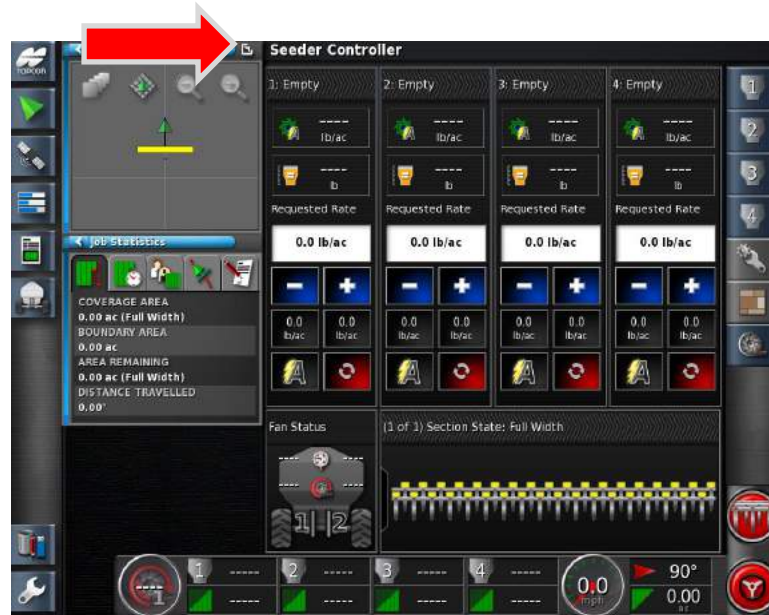 TOPCON
Seeder Controller
1: Empty
2: Empty
3: Empty
4: Empty
---- lb/ac
---- lb/ac
---- lb/ac
---- lb/ac
---- lb
---- lb
---- lb
---- lb
Requested Rate
Requested Rate
Requested Rate
Requested Rate
0.0 lb/ac
0.0 lb/ac
0.0 lb/ac
0.0 lb/ac
0.0 lb/ac
0.0 lb/ac
0.0 lb/ac
0.0 lb/ac
0.0 lb/ac
0.0 lb/ac
0.0 lb/ac
0.0 lb/ac
A
A
A
A
Job Statistics
COVERAGE AREA
0.00 ac (Full Width)
BOUNDARY AREA
0.00 ac
AREA REMAINING
0.00 ac (Full Width)
DISTANCE TRAVELLED
0.00"
Fan Status
---- ----
---- ----
1 2
(1 of 1) Section State: Full Width
1
2
3
4
1
1 -----
2 -----
3 -----
4 -----
-----
-----
-----
-----
0.0
mph
90°
0.00
ac